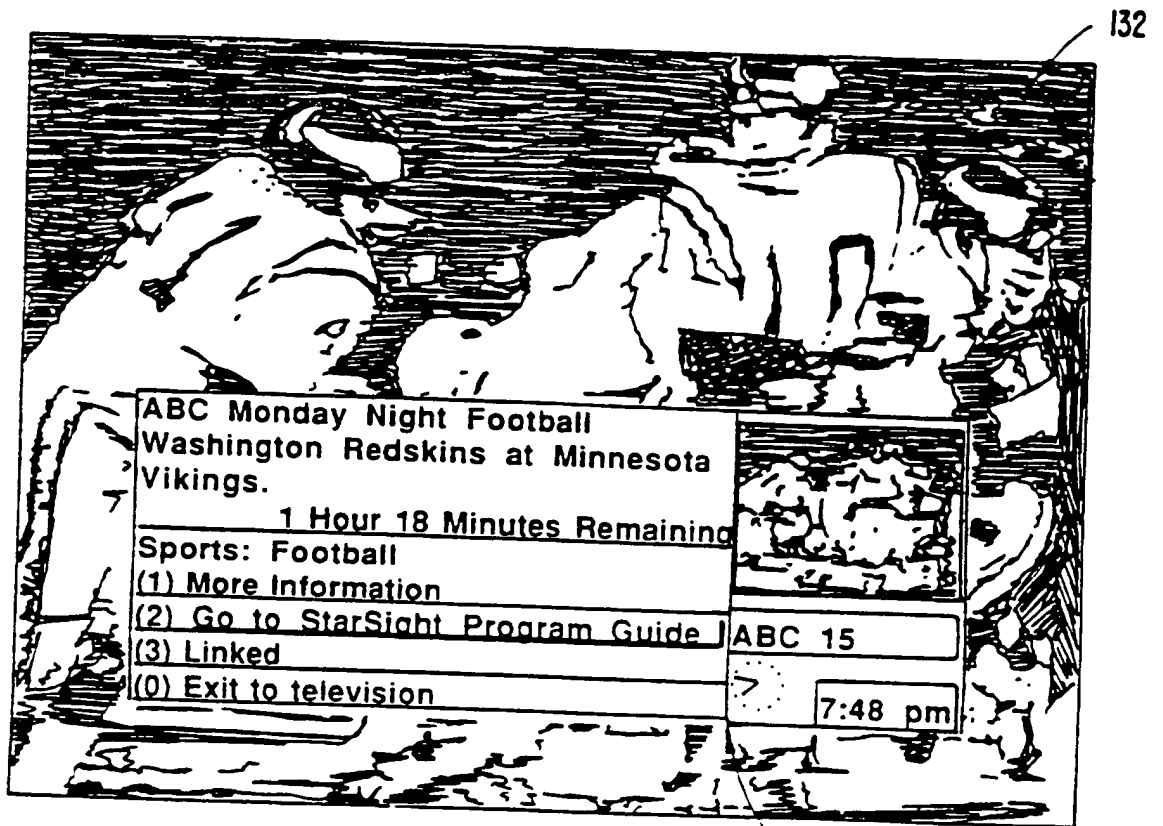 132
ABC Monday Night Football
Washington Redskins at Minnesota
Vikings.
1 Hour 18 Minutes Remaining
Sports: Football
(1) More Information
(2) Go to StarSight Program Guide
ABC 15
(3) Linked
(0) Exit to television
7:48 pm